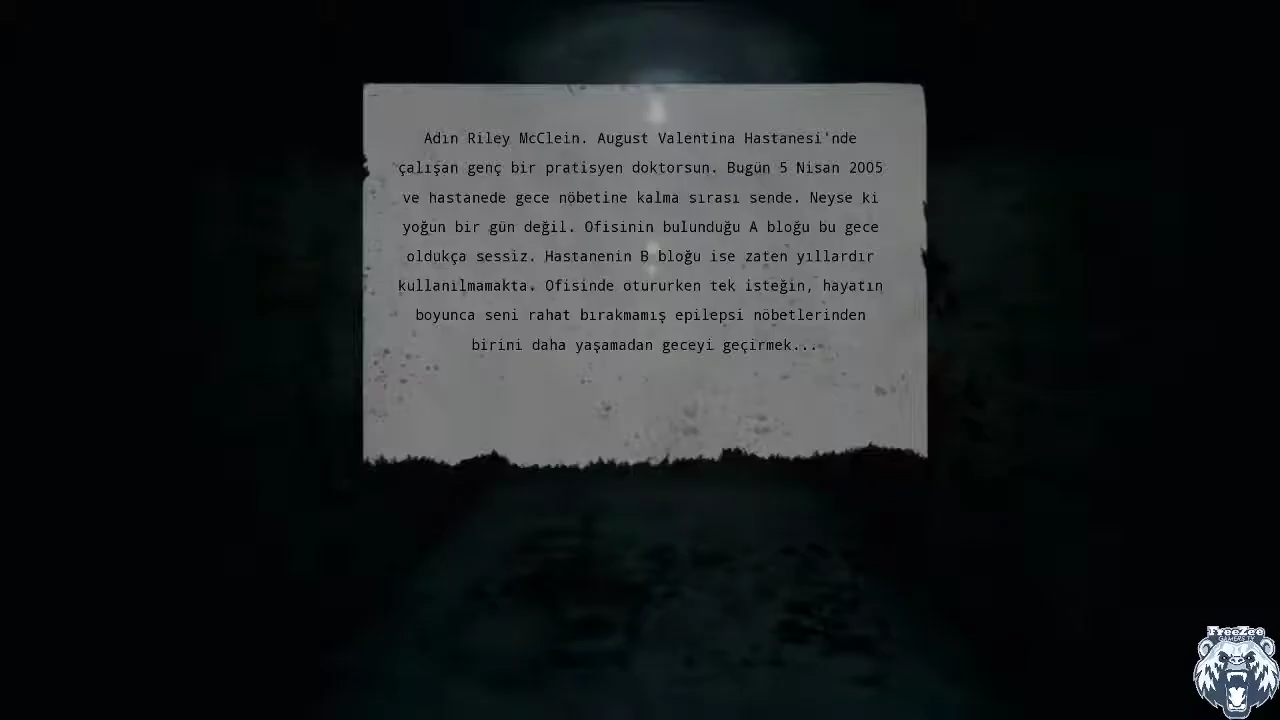 Adın Riley McClein. August Valentina Hastanesi'nde
çalışan genç bir pratisyen doktorsun. Bugün 5 Nisan 2005
ve hastanede gece nöbetine kalma sırası sende. Neyse ki
yoğun bir gün değil. Ofisinin bulunduğu A bloğu bu gece
oldukça sessiz. Hastanenin B bloğu ise zaten yıllardır
kullanılmamakta. Ofisinde otururken tek isteğin, hayatın
boyunca seni rahat bırakmamış epilepsi nöbetlerinden
birini daha yaşamadan geceyi geçirmek...
FreeZee
GAMERS TV